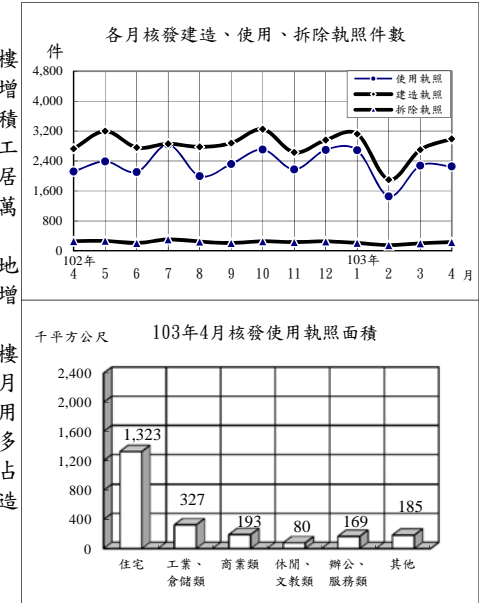 樓
增
積
工
居
萬
地
增
樓
月
用
多
占
造
各月核發建造、使用、拆除執照件數
件
4,800
4,000
3,200
2,400
1,600
800
0
使用執照
建造執照
拆除執照
102年 103年
4 5 6 7 8 9 10 11 12 1 2 3 4 月
千平方公尺 103年4月核發使用執照面積
2,400
2,000
1,600
1,200
800
400
0
1,323
327
193
80
169
185
住宅 工業、 商業類 休閒、 辦公、 其他
倉儲類 文教類 服務類